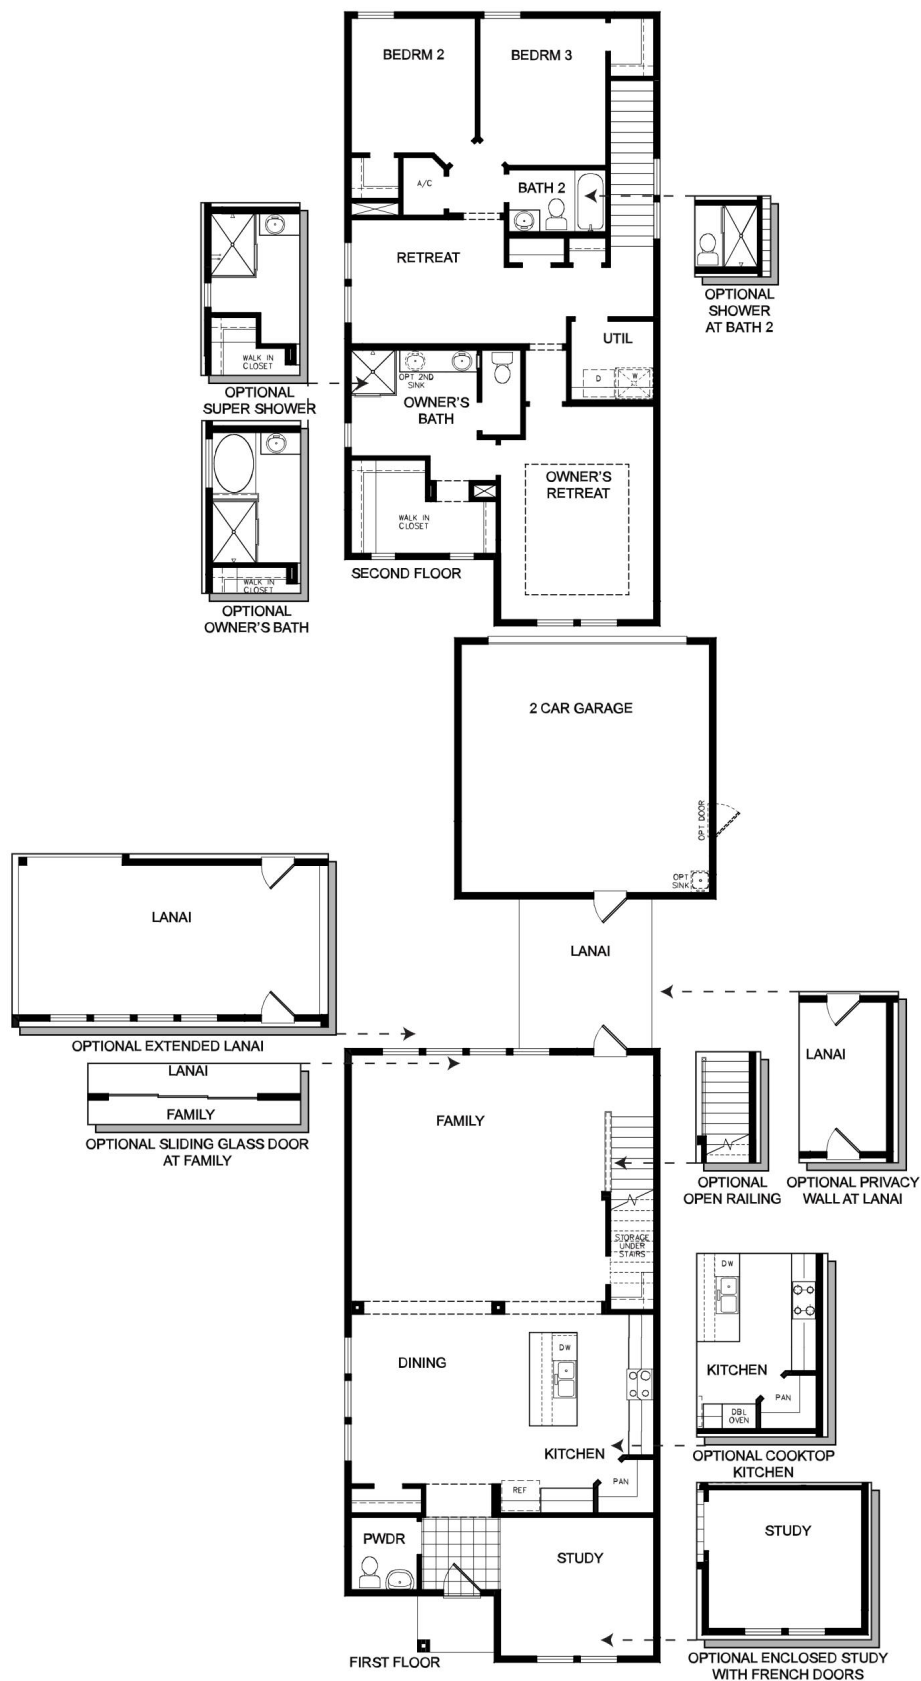 BEDRM 2
BEDRM 3
A/C
BATH 2
RETREAT
OPTIONAL
SHOWER
AT BATH 2
UTIL
D
W
WALK IN
CLOSET
OPTIONAL
SUPER SHOWER
OPT 2ND
SINK
OWNER'S
BATH
OWNER'S
RETREAT
WALK IN
CLOSET
SECOND FLOOR
WALK IN
CLOSET
OPTIONAL
OWNER'S BATH
2 CAR GARAGE
OPT DOOR
OPT
SINK
LANAI
LANAI
OPTIONAL EXTENDED LANAI
LANAI
FAMILY
OPTIONAL SLIDING GLASS DOOR
AT FAMILY
LANAI
OPTIONAL PRIVACY
WALL AT LANAI
FAMILY
OPTIONAL
OPEN RAILING
STORAGE
UNDER
STAIRS
DW
KITCHEN
PAN
DBL
OVEN
OPTIONAL COOKTOP
KITCHEN
DINING
DW
KITCHEN
REF
PAN
PWDR
STUDY
STUDY
OPTIONAL ENCLOSED STUDY
WITH FRENCH DOORS
FIRST FLOOR